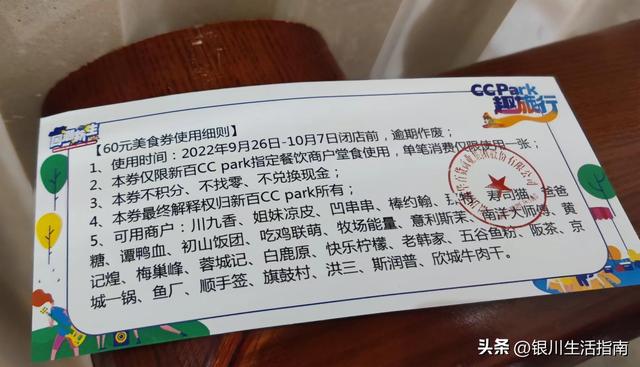 CCPark
趣旅行
【60元美食券使用细则】
1、使用时间：2022年9月26日-10月7日闭店前，逾期作废；
2、本券仅限新百CC park指定餐饮商户堂食使用，单笔消费仅限使用一张；
3、本券不积分、不找零、不兑换现金；
4、本券最终解释权归新百CC park所有；
5、可用商户：川九香、姐妹凉皮、凹串串、棒约翰、寿司猫、爸爸
糖、谭鸭血、初山饭团、吃鸡联萌、牧场能量、意利斯茉、南洋大师傅、黄
记煌、梅巢峰、蓉城记、白鹿原、快乐柠檬、老韩家、五谷鱼粉、阪茶、京
城一锅、鱼厂、顺手签、旗鼓村、洪三、斯润普、欣城牛肉干。
头条 @银川生活指南